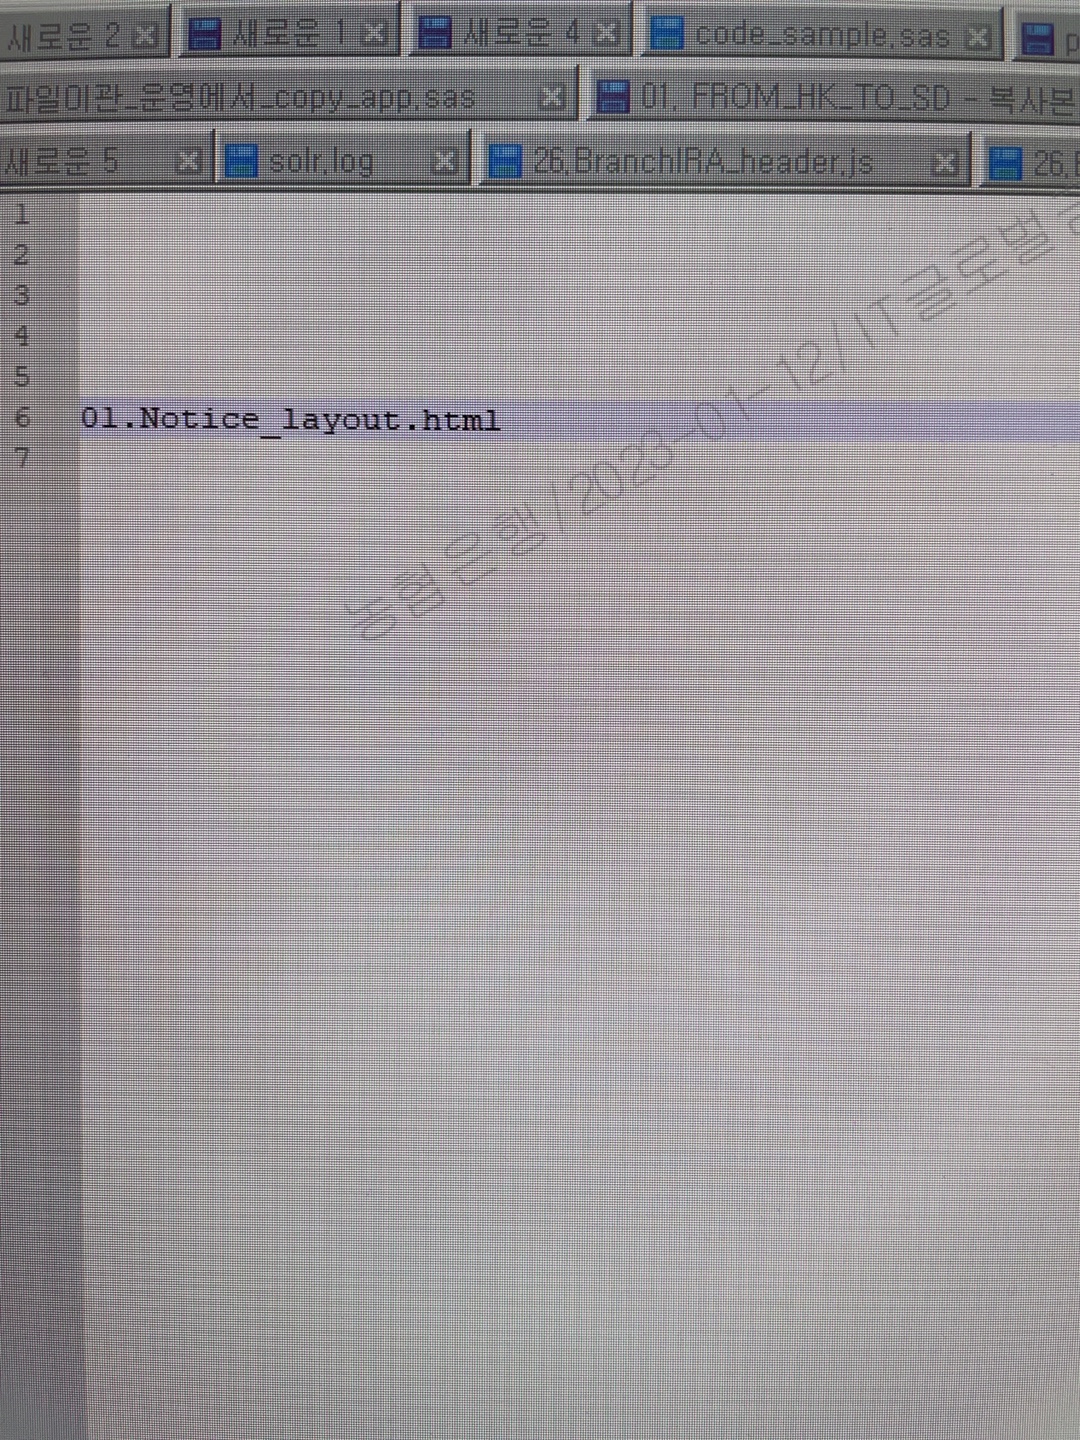 새로운 2 새로운 1 새로운 4 code_sample.sas
파일이관_운영에서_copy_app.sas 01. FROM_HK_TO_SD - 복사본
새로운 5 solr.log 26.BranchIRA_header.js 26.
1
2
3
4
5
6 01.Notice_layout.html
7
농협은행/2023-01-12/IT글로벌